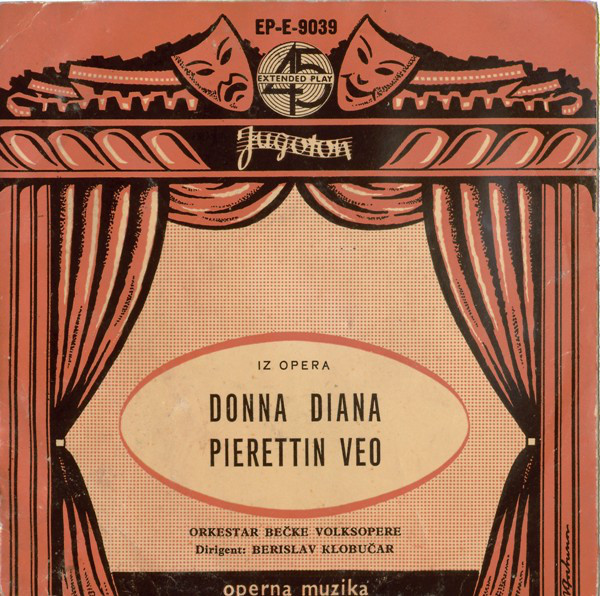 EP-E-9039
EXTENDED PLAY
45
Jugoton
IZ OPERA
DONNA DIANA
PIERETTIN VEO
ORKESTAR BEČKE VOLKSOPERE
Dirigent: BERISLAV KLOBUČAR
operna muzika